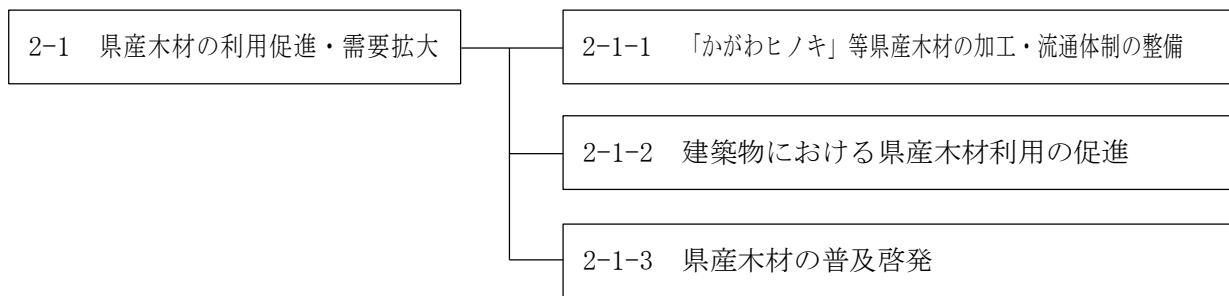 2-1　県産木材の利用促進・需要拡大
2-1-1　「かがわヒノキ」等県産木材の加工・流通体制の整備
2-1-2　建築物における県産木材利用の促進
2-1-3　県産木材の普及啓発